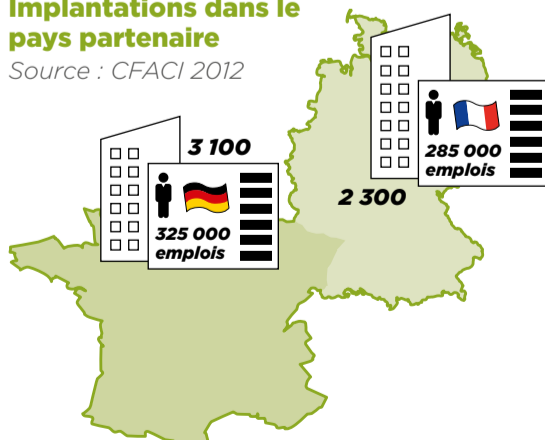 Implantations dans le
pays partenaire
Source : CFACI 2012
3 100
325 000
emplois
285 000
emplois
2 300